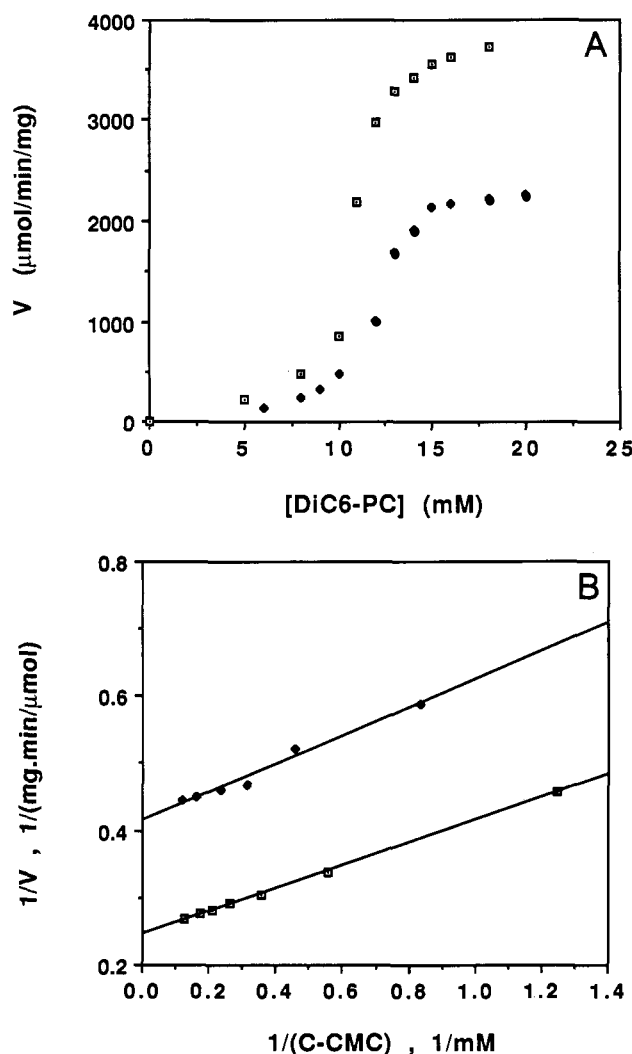 A
4000
3000
2000
1000
0
V (μmol/min/mg)
0 5 10 15 20 25
[DiC6-PC] (mM)
B
0.8
0.6
0.4
0.2
1/V , 1/(mg.min/μmol)
0.0 0.2 0.4 0.6 0.8 1.0 1.2 1.4
1/(C-CMC) , 1/mM